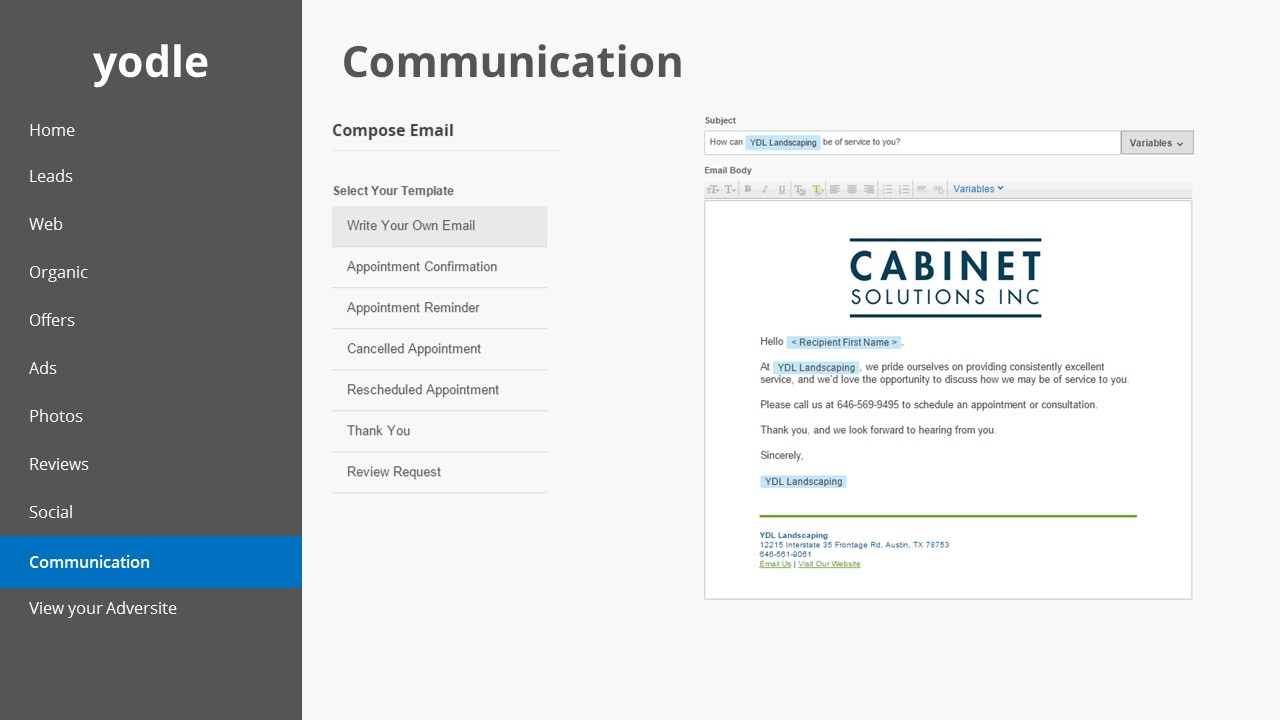 yodle
Home
Leads
Web
Organic
Offers
Ads
Photos
Reviews
Social
Communication
View your Adversite
Communication
Compose Email
Select Your Template
Write Your Own Email
Appointment Confirmation
Appointment Reminder
Cancelled Appointment
Rescheduled Appointment
Thank You
Review Request
Subject
How can YDL Landscaping be of service to you?
Variables
Email Body
Variables
CABINET
SOLUTIONS INC
Hello < Recipient First Name >,
At YDL Landscaping, we pride ourselves on providing consistently excellent
service, and we'd love the opportunity to discuss how we may be of service to you.
Please call us at 646-569-9495 to schedule an appointment or consultation.
Thank you, and we look forward to hearing from you.
Sincerely,
YDL Landscaping
YDL Landscaping
12215 Interstate 35 Frontage Rd, Austin, TX 78753
646-561-9061
Email Us | Visit Our Website